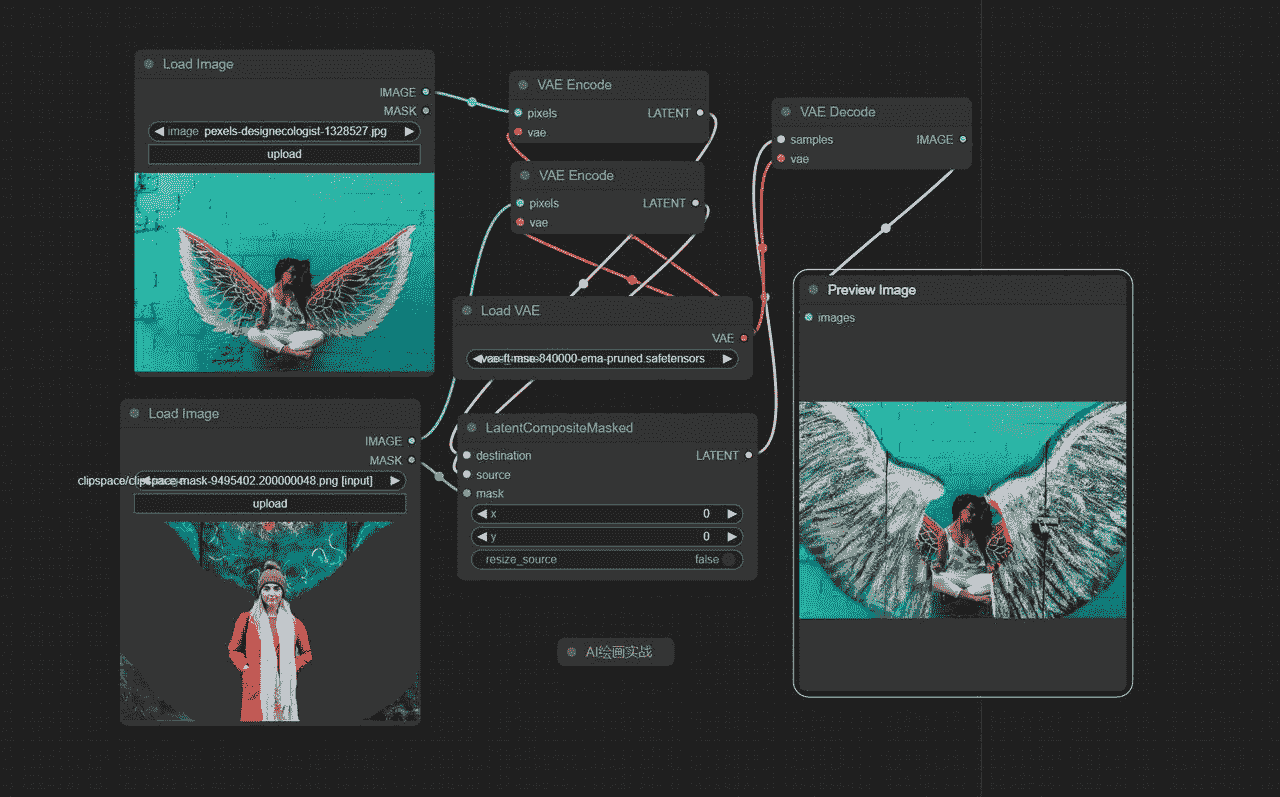 Load Image
IMAGE
MASK
image pexels-designecologist-1328527.jpg
upload
VAE Encode
pixels LATENT
vae
VAE Encode
pixels LATENT
vae
VAE Decode
samples IMAGE
vae
Load VAE
VAE
vae-ft-mse-840000-ema-pruned.safetensors
Load Image
IMAGE
MASK
clipspace/clipspace-mask-9495402.200000048.png [input]
upload
LatentCompositeMasked
destination LATENT
source
mask
x 0
y 0
resize_source false
AI绘画实战
Preview Image
images